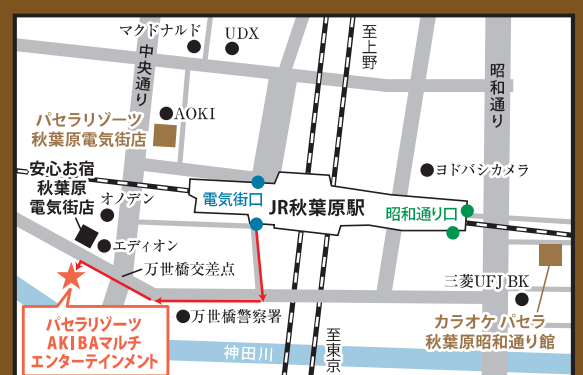 マクドナルド
UDX
至上野
中央通り
昭和通り
AOKI
パセラリゾーツ
秋葉原電気街店
安心お宿
秋葉原
電気街店
オノデン
エディオン
電気街口
JR秋葉原駅
昭和通り口
ヨドバシカメラ
万世橋交差点
三菱UFJ BK
万世橋警察署
カラオケ パセラ
秋葉原昭和通り館
パセラリゾーツ
AKIBAマルチ
エンターテインメント
神田川
至東京